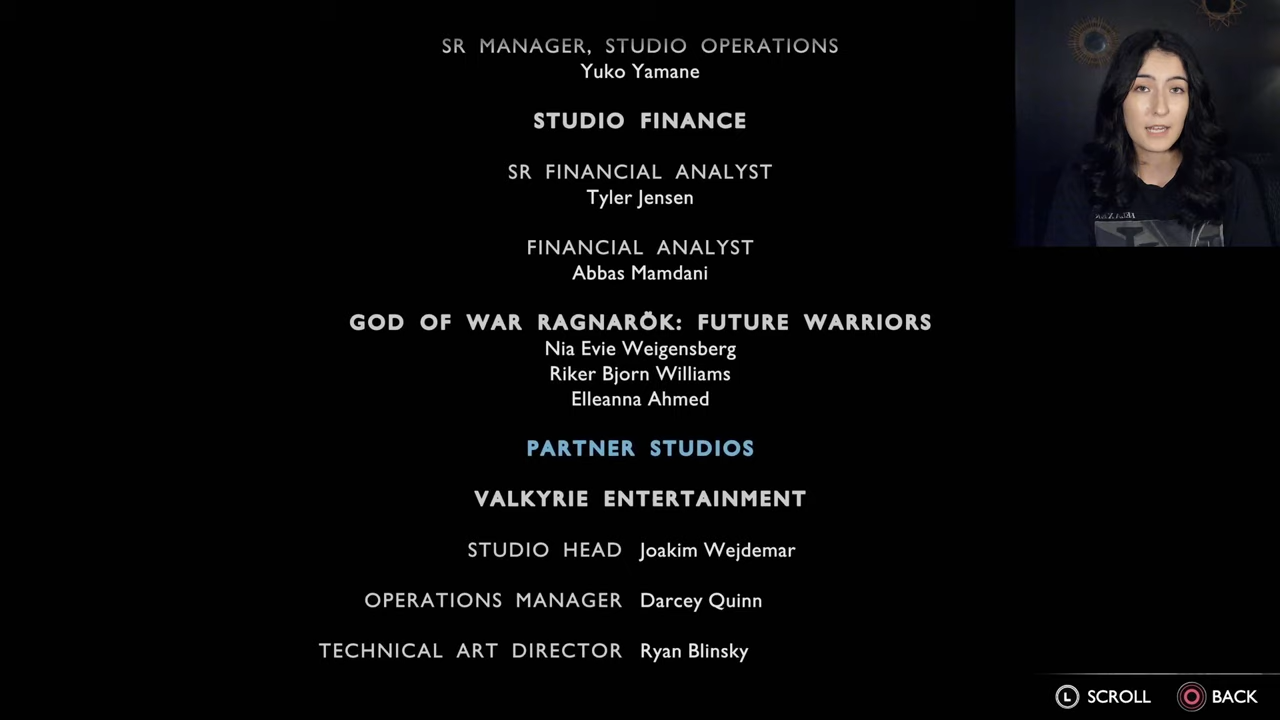 SR MANAGER, STUDIO OPERATIONS
Yuko Yamane
STUDIO FINANCE
SR FINANCIAL ANALYST
Tyler Jensen
FINANCIAL ANALYST
Abbas Mamdani
GOD OF WAR RAGNARÖK: FUTURE WARRIORS
Nia Evie Weigensberg
Riker Bjorn Williams
Elleanna Ahmed
PARTNER STUDIOS
VALKYRIE ENTERTAINMENT
STUDIO HEAD Joakim Wejdemar
OPERATIONS MANAGER Darcey Quinn
TECHNICAL ART DIRECTOR Ryan Blinsky
L SCROLL BACK